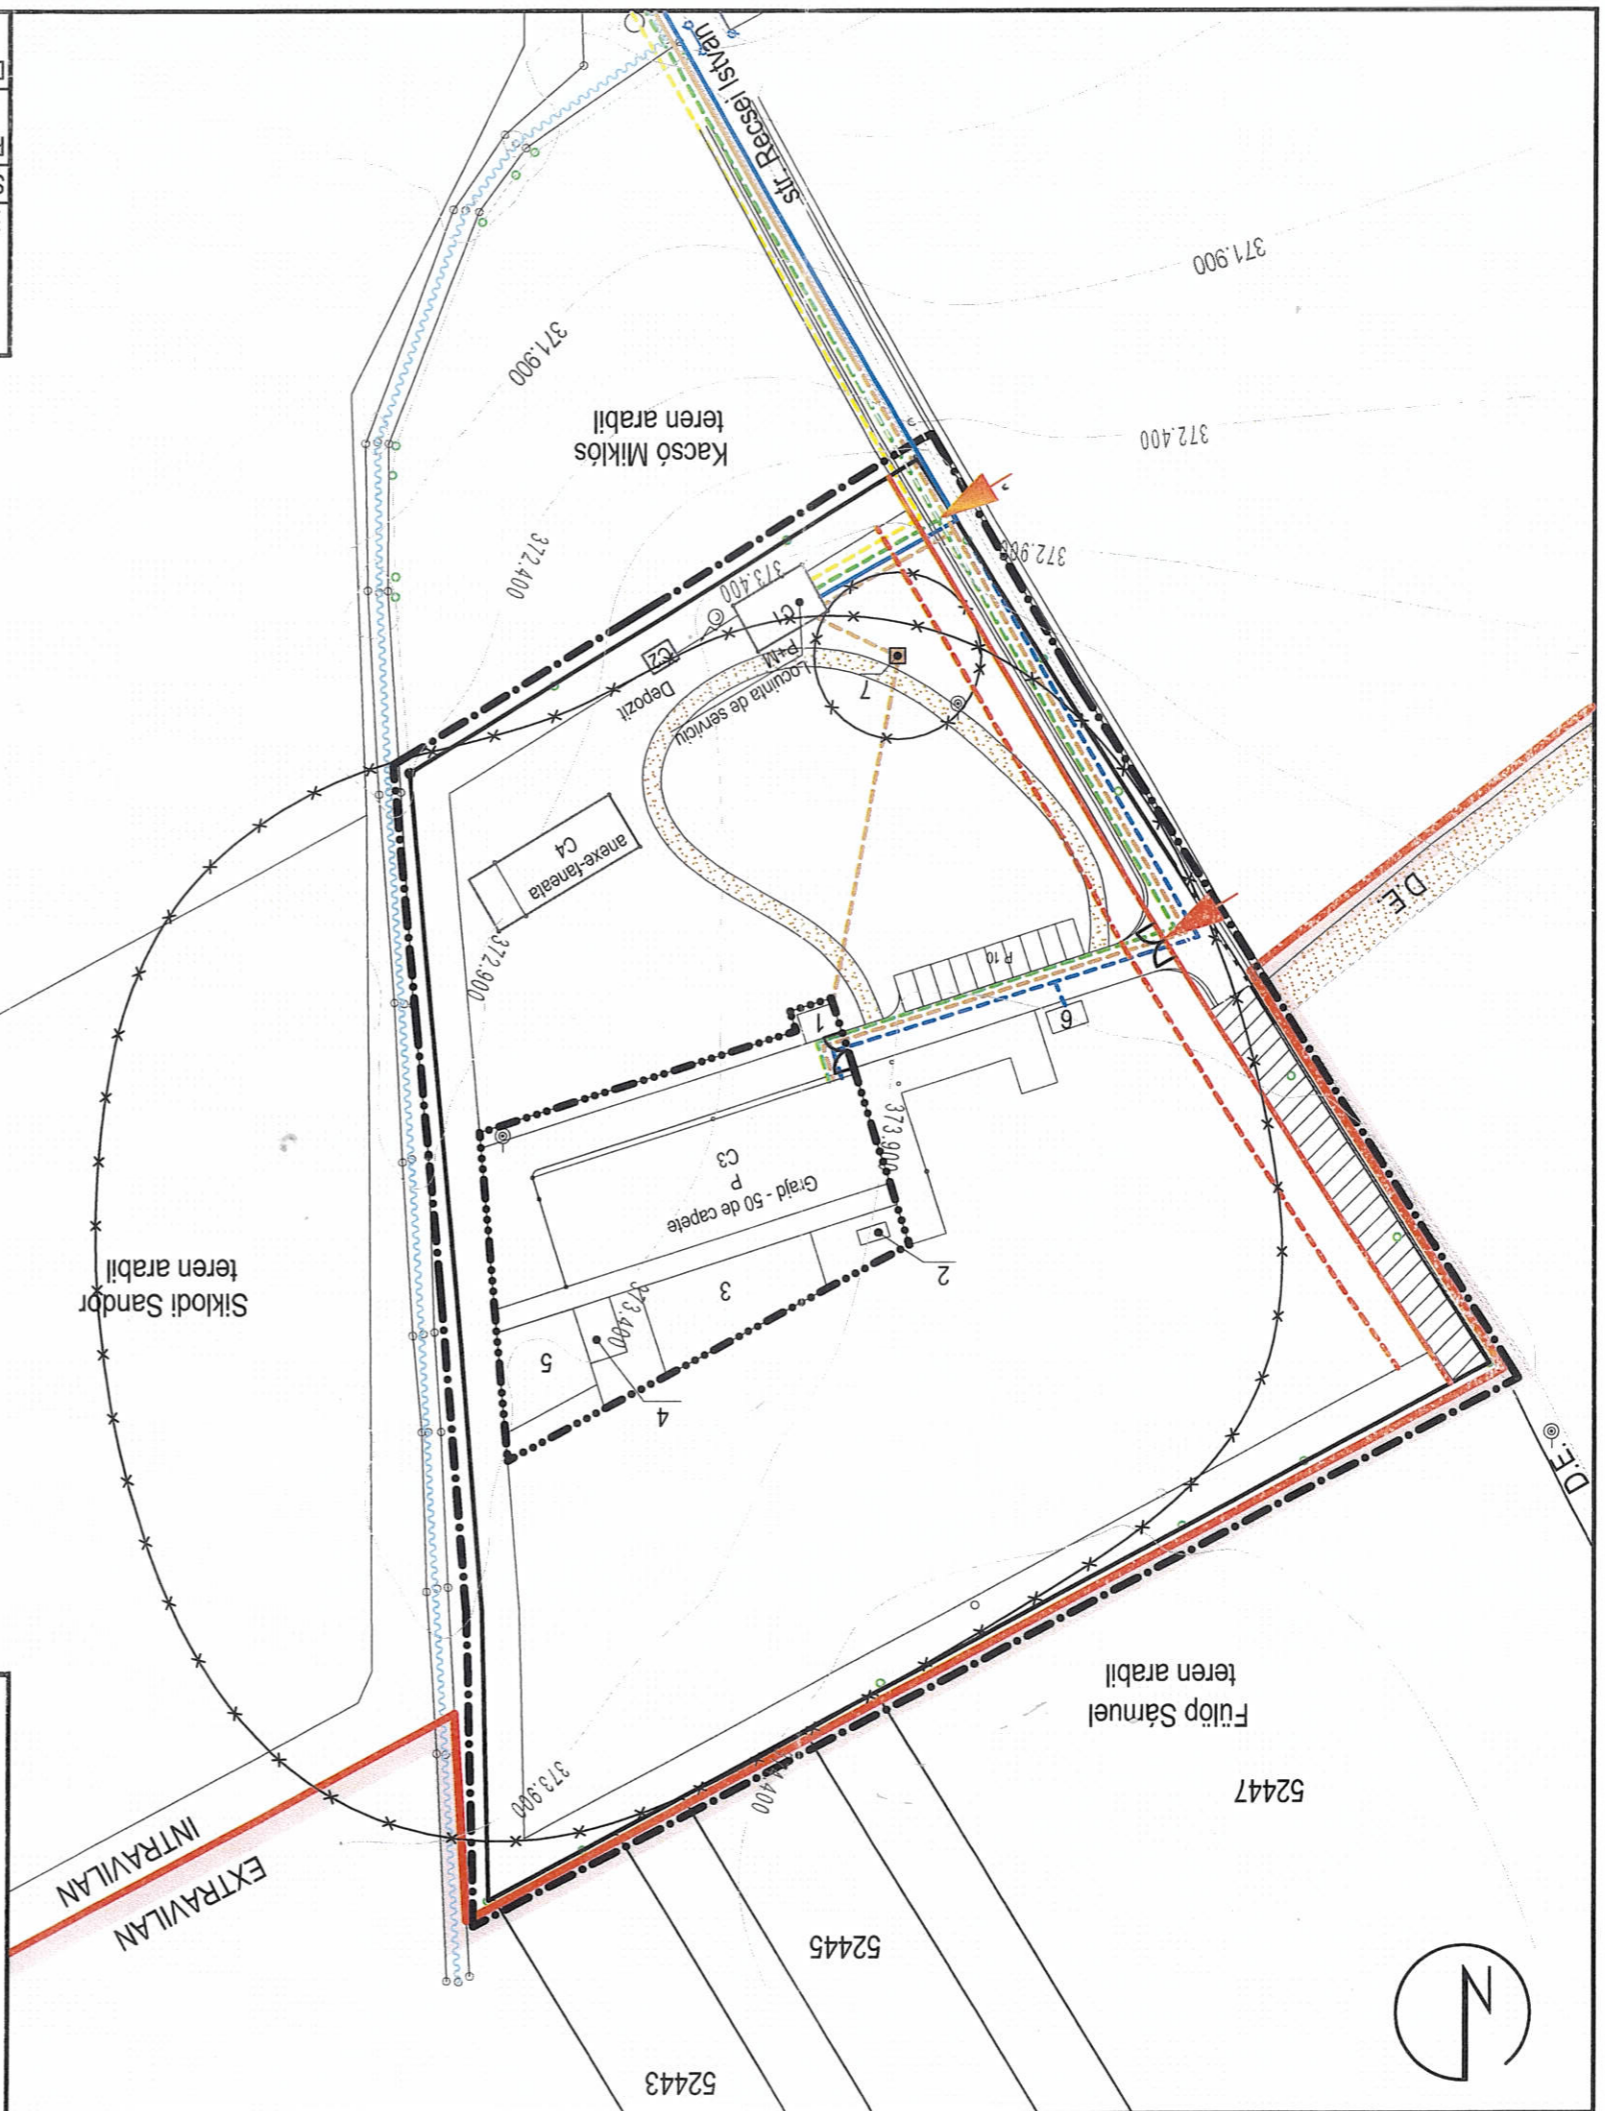 N
52447
Fülöp Sámuel
teren arabil
52445
52443
EXTRAVILAN
INTRAVILAN
D.E.
373.900
4
5
373.400
3
2
Siklodi Sandor
teren arabil
Grajd - 50 de capete
P
C3
373.900
1
6
P 10
D.E.
372.900
anexe-faneata
C4
Depozit
C2
Locuinta de serviciu
P+M
C1
7
373.400
372.400
372.900
Kacsó Miklós
teren arabil
372.400
371.900
371.900
str. Recsei István